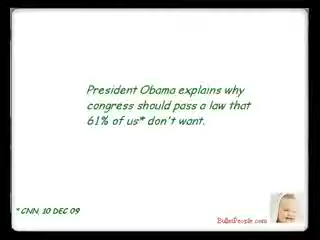 President Obama explains why
congress should pass a law that
61% of us* don't want.
* CNN, 10 DEC 09
BulletPeople.com